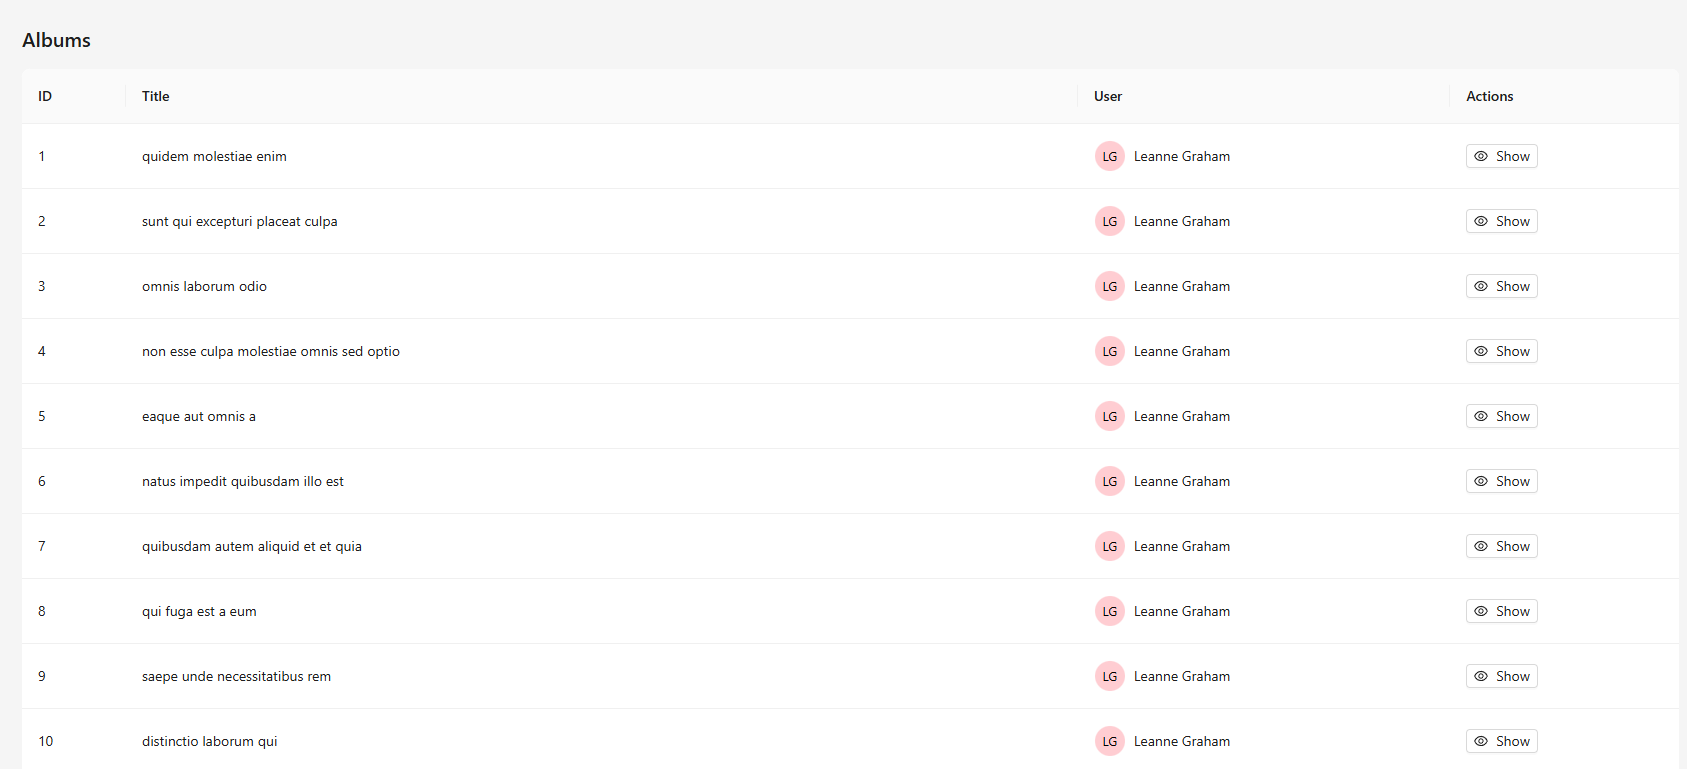 Albums
ID Title User Actions
1 quidem molestiae enim LG Leanne Graham Show
2 sunt qui excepturi placeat culpa LG Leanne Graham Show
3 omnis laborum odio LG Leanne Graham Show
4 non esse culpa molestiae omnis sed optio LG Leanne Graham Show
5 eaque aut omnis a LG Leanne Graham Show
6 natus impedit quibusdam illo est LG Leanne Graham Show
7 quibusdam autem aliquid et et quia LG Leanne Graham Show
8 qui fuga est a eum LG Leanne Graham Show
9 saepe unde necessitatibus rem LG Leanne Graham Show
10 distinctio laborum qui LG Leanne Graham Show